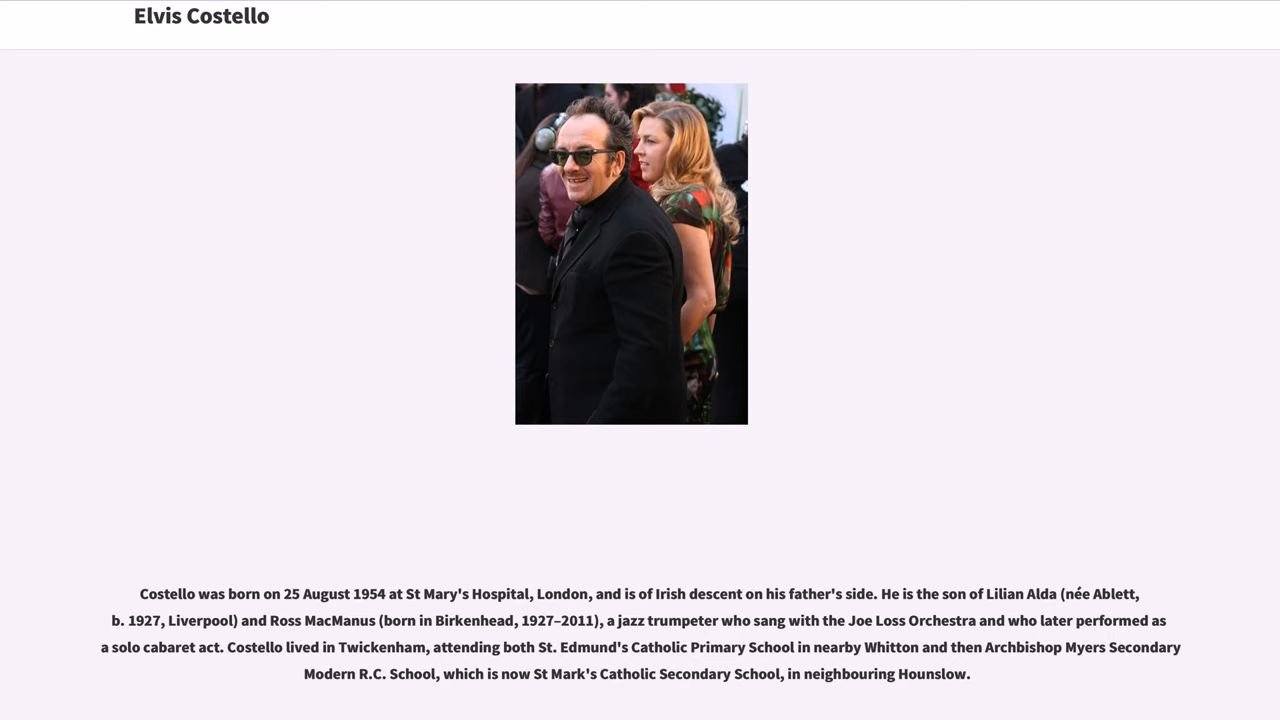 Elvis Costello
Costello was born on 25 August 1954 at St Mary's Hospital, London, and is of Irish descent on his father's side. He is the son of Lilian Alda (née Ablett,
b. 1927, Liverpool) and Ross MacManus (born in Birkenhead, 1927–2011), a jazz trumpeter who sang with the Joe Loss Orchestra and who later performed as
a solo cabaret act. Costello lived in Twickenham, attending both St. Edmund's Catholic Primary School in nearby Whitton and then Archbishop Myers Secondary
Modern R.C. School, which is now St Mark's Catholic Secondary School, in neighbouring Hounslow.